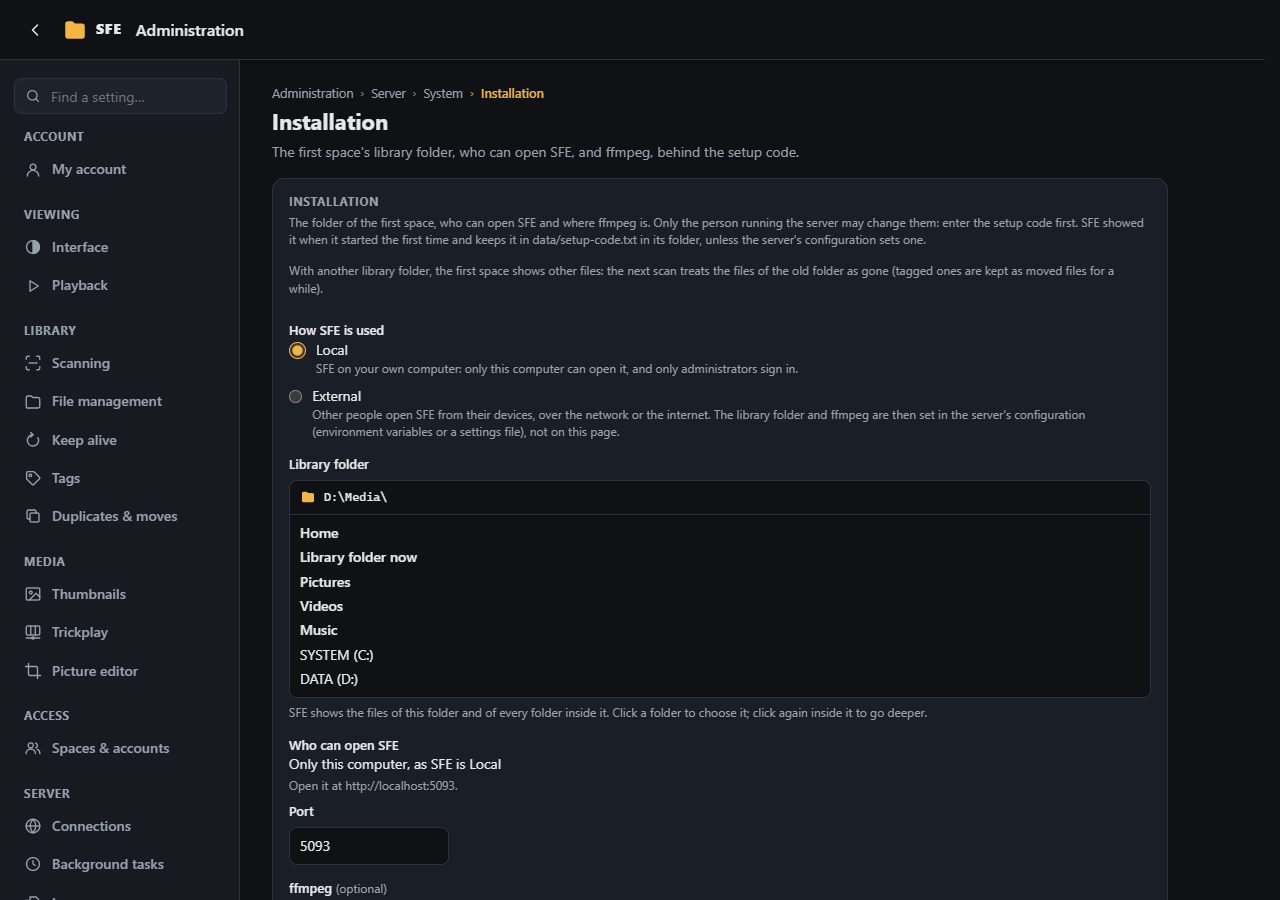 SFE Administration
Find a setting...
ACCOUNT
My account
VIEWING
Interface
Playback
LIBRARY
Scanning
File management
Keep alive
Tags
Duplicates & moves
MEDIA
Thumbnails
Trickplay
Picture editor
ACCESS
Spaces & accounts
SERVER
Connections
Background tasks
Administration › Server › System › Installation
Installation
The first space's library folder, who can open SFE, and ffmpeg, behind the setup code.
INSTALLATION
The folder of the first space, who can open SFE and where ffmpeg is. Only the person running the server may change them: enter the setup code first. SFE showed
it when it started the first time and keeps it in data/setup-code.txt in its folder, unless the server's configuration sets one.
With another library folder, the first space shows other files: the next scan treats the files of the old folder as gone (tagged ones are kept as moved files for a
while).
How SFE is used
Local
SFE on your own computer: only this computer can open it, and only administrators sign in.
External
Other people open SFE from their devices, over the network or the internet. The library folder and ffmpeg are then set in the server's configuration
(environment variables or a settings file), not on this page.
Library folder
D:\Media\
Home
Library folder now
Pictures
Videos
Music
SYSTEM (C:)
DATA (D:)
SFE shows the files of this folder and of every folder inside it. Click a folder to choose it; click again inside it to go deeper.
Who can open SFE
Only this computer, as SFE is Local
Open it at http://localhost:5093.
Port
5093
ffmpeg (optional)